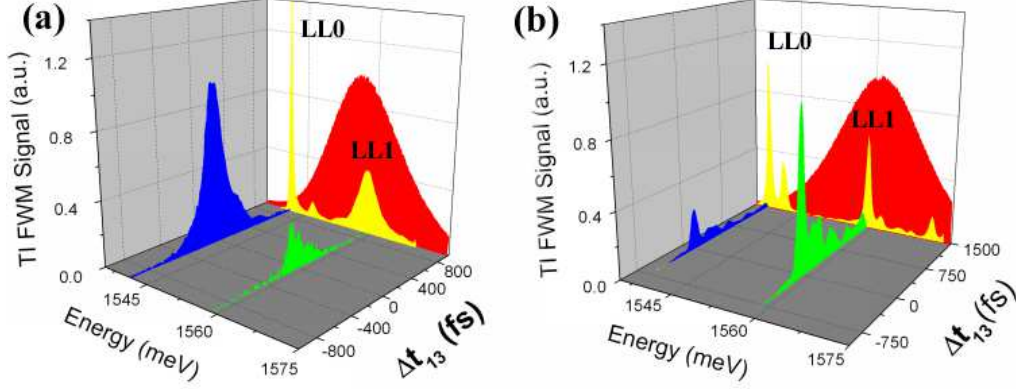 (a)
LL0
LL1
TI FWM Signal (a.u.)
1.2
0.8
0.4
0.0
1545
1560
1575
Energy (meV)
-800
-400
0
400
800
Δt13 (fs)
(b)
LL0
LL1
TI FWM Signal (a.u.)
1.2
0.8
0.4
0.0
1545
1560
1575
Energy (meV)
-750
0
750
1500
Δt13 (fs)